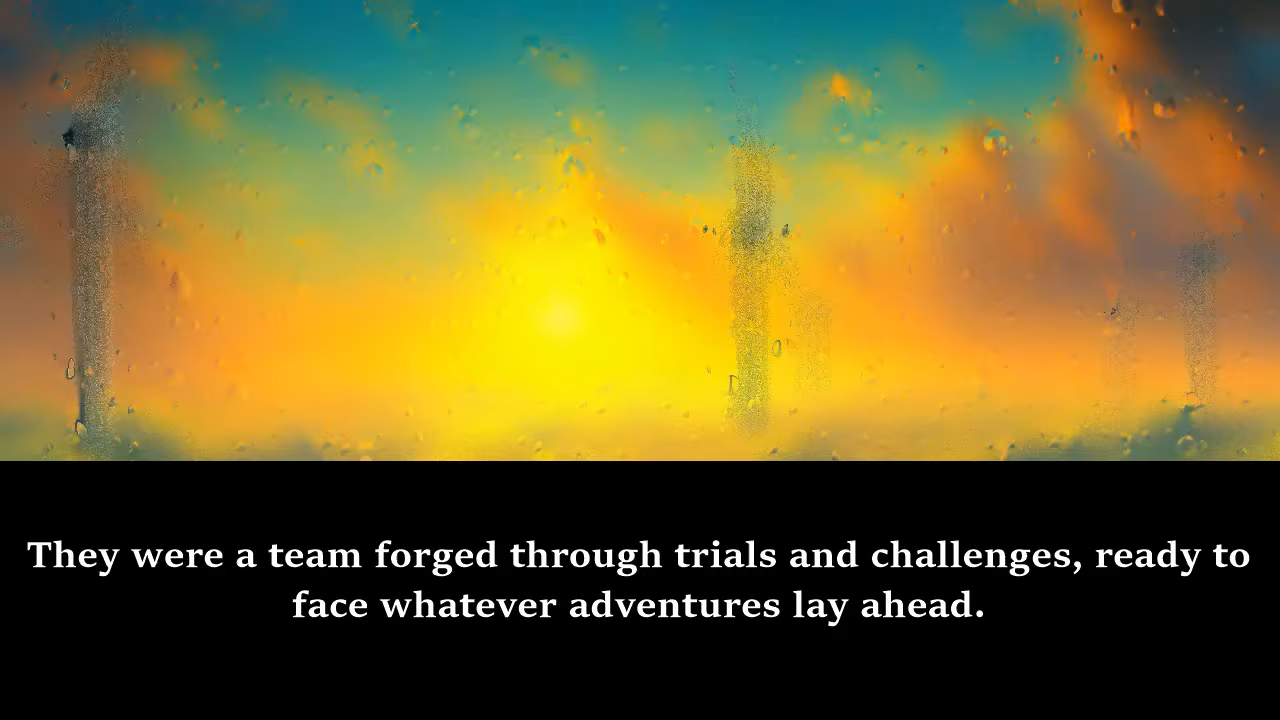 They were a team forged through trials and challenges, ready to
face whatever adventures lay ahead.